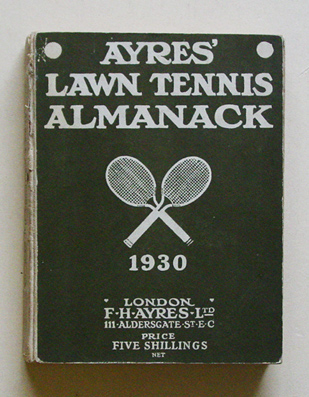 AYRES'
LAWN TENNIS
ALMANACK
1930
LONDON
F·H·AYRES·LTD
111·ALDERSGATE·ST·E·C
PRICE
FIVE SHILLINGS
NET